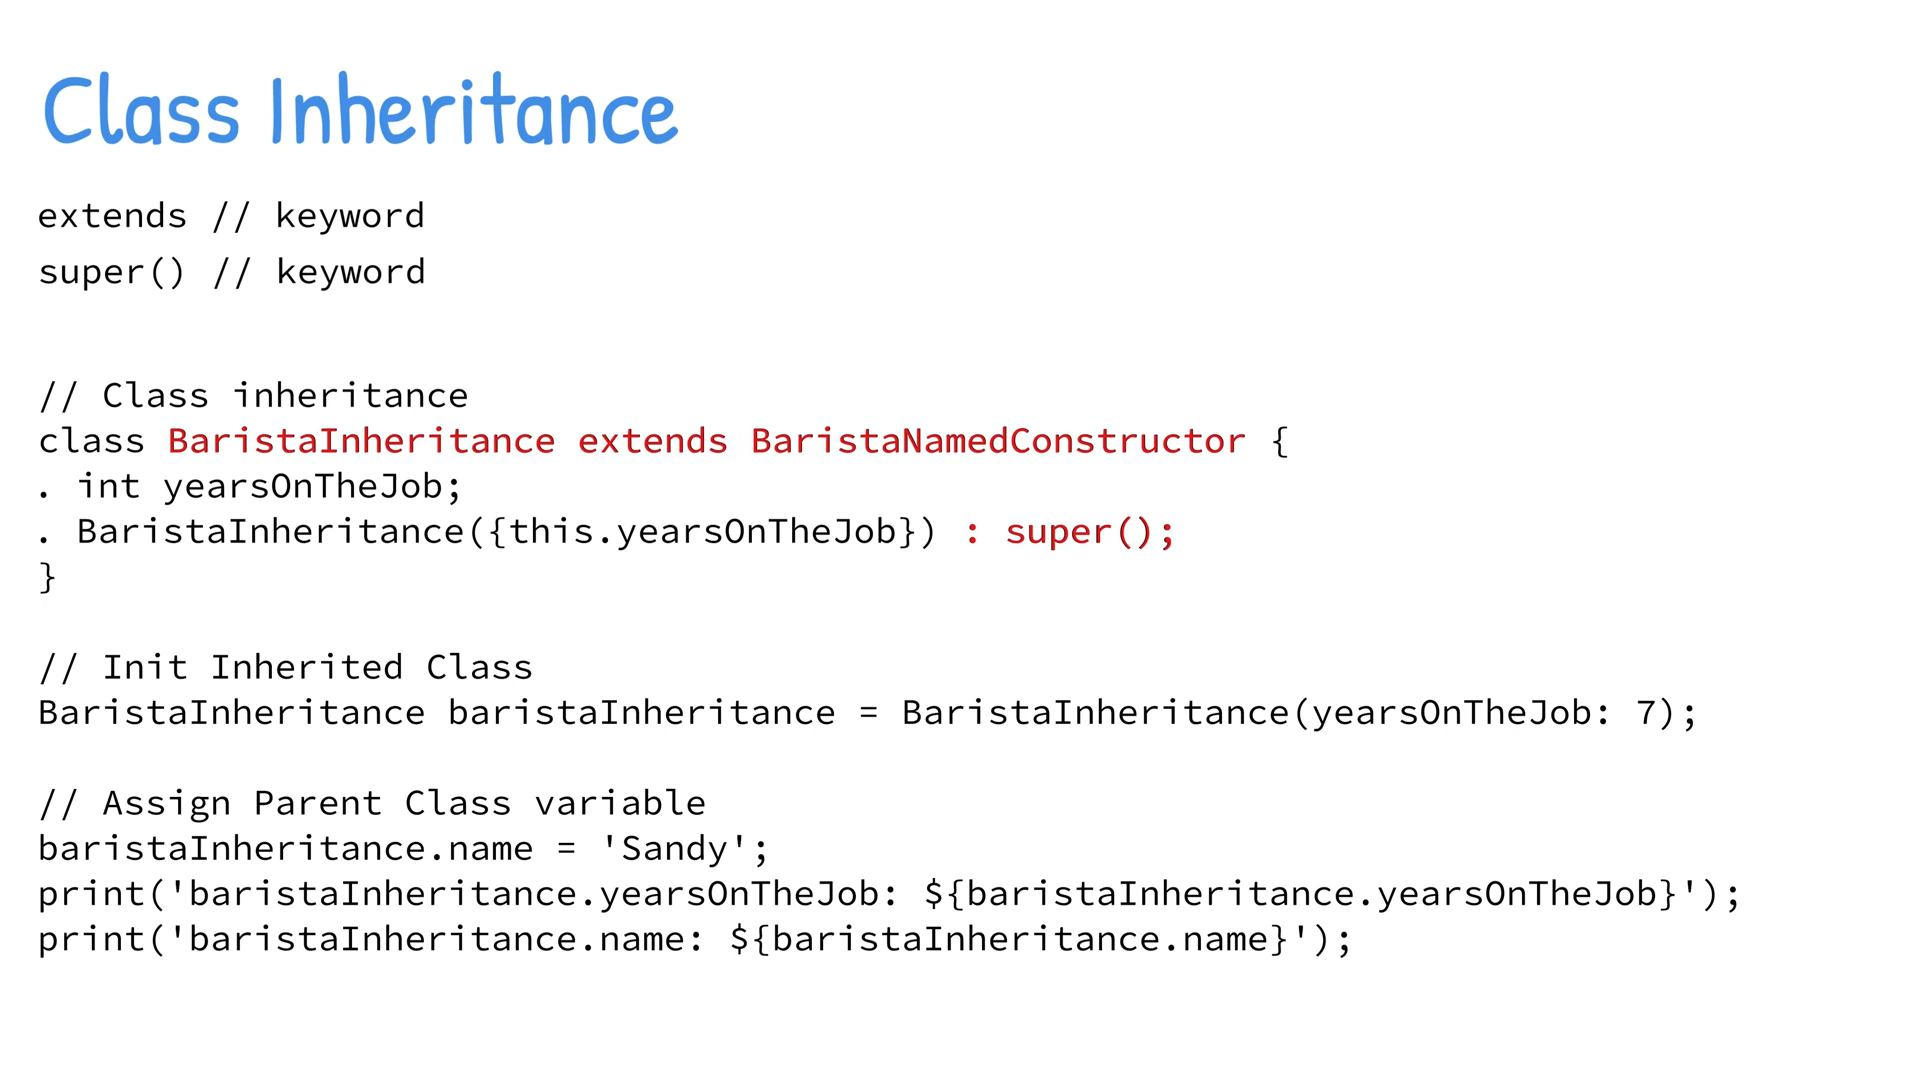 Class Inheritance
extends // keyword
super() // keyword
// Class inheritance
class BaristaInheritance extends BaristaNamedConstructor {
. int yearsOnTheJob;
. BaristaInheritance({this.yearsOnTheJob}) : super();
}
// Init Inherited Class
BaristaInheritance baristaInheritance = BaristaInheritance(yearsOnTheJob: 7);
// Assign Parent Class variable
baristaInheritance.name = 'Sandy';
print('baristaInheritance.yearsOnTheJob: ${baristaInheritance.yearsOnTheJob}');
print('baristaInheritance.name: ${baristaInheritance.name}');